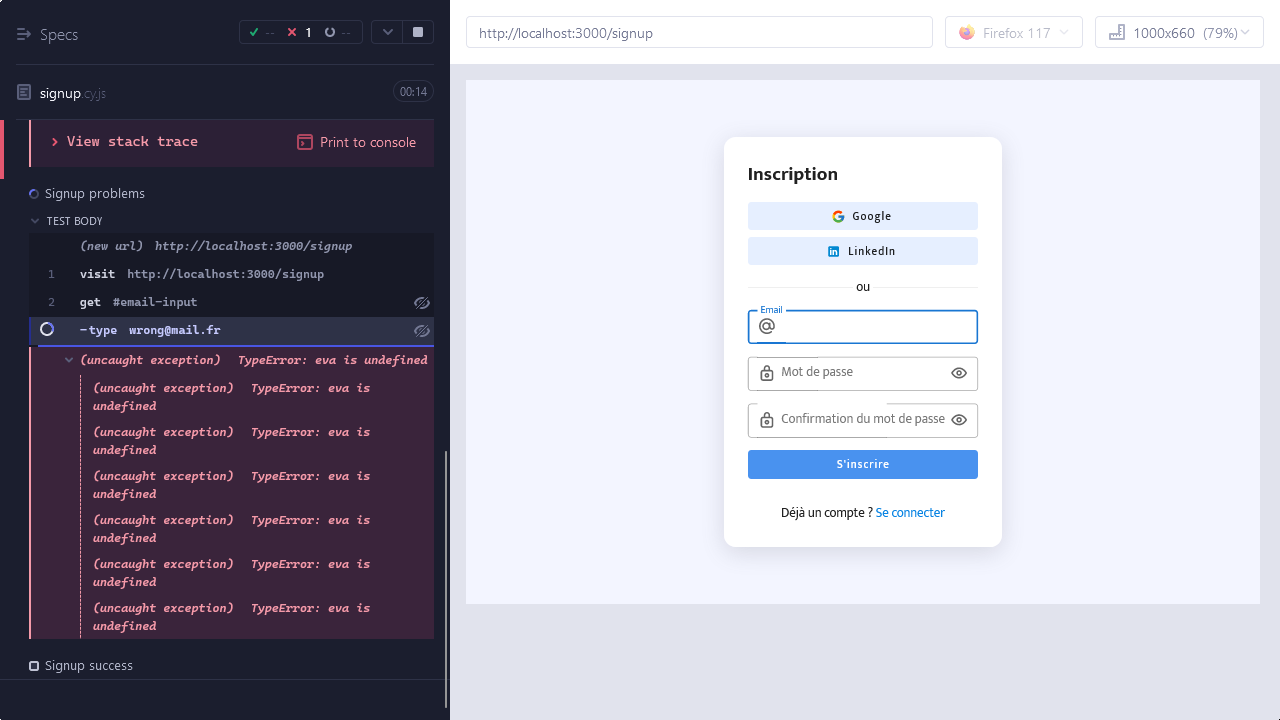 Specs
-- 1 --
signup.cy.js
00:14
View stack trace
Print to console
Signup problems
TEST BODY
(new url) http://localhost:3000/signup
1 visit http://localhost:3000/signup
2 get #email-input
-type wrong@mail.fr
(uncaught exception) TypeError: eva is undefined
(uncaught exception) TypeError: eva is
undefined
(uncaught exception) TypeError: eva is
undefined
(uncaught exception) TypeError: eva is
undefined
(uncaught exception) TypeError: eva is
undefined
(uncaught exception) TypeError: eva is
undefined
(uncaught exception) TypeError: eva is
undefined
Signup success
http://localhost:3000/signup
Firefox 117
1000x660 (79%)
Inscription
Google
LinkedIn
ou
Email
Mot de passe
Confirmation du mot de passe
S'inscrire
Déjà un compte ? Se connecter